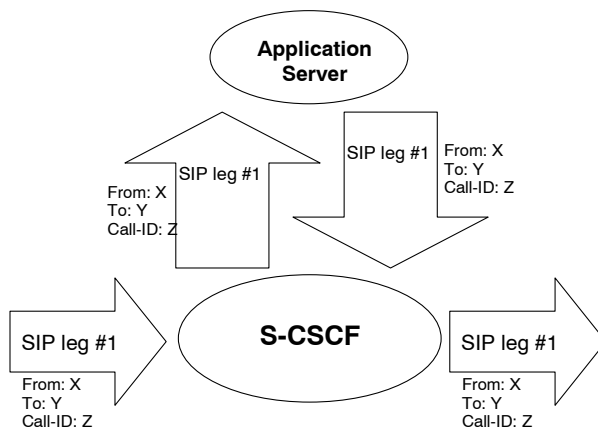 Application
Server
SIP leg #1
From: X
To: Y
Call-ID: Z
SIP leg #1
From: X
To: Y
Call-ID: Z
S-CSCF
SIP leg #1
From: X
To: Y
Call-ID: Z
SIP leg #1
From: X
To: Y
Call-ID: Z